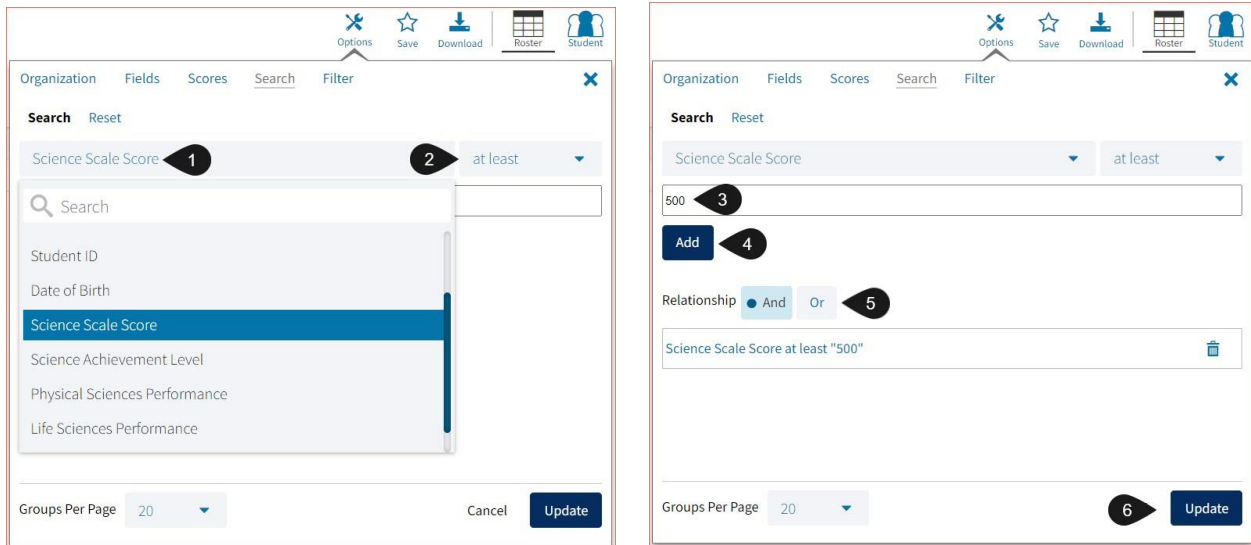 Options Save Download Roster Student
Organization Fields Scores Search Filter
Search Reset
Science Scale Score 1 2 at least
Search
Student ID
Date of Birth
Science Scale Score
Science Achievement Level
Physical Sciences Performance
Life Sciences Performance
Groups Per Page 20 Cancel Update
Options Save Download Roster Student
Organization Fields Scores Search Filter
Search Reset
Science Scale Score at least
500 3
Add 4
Relationship And Or 5
Science Scale Score at least "500"
Groups Per Page 20 6 Update